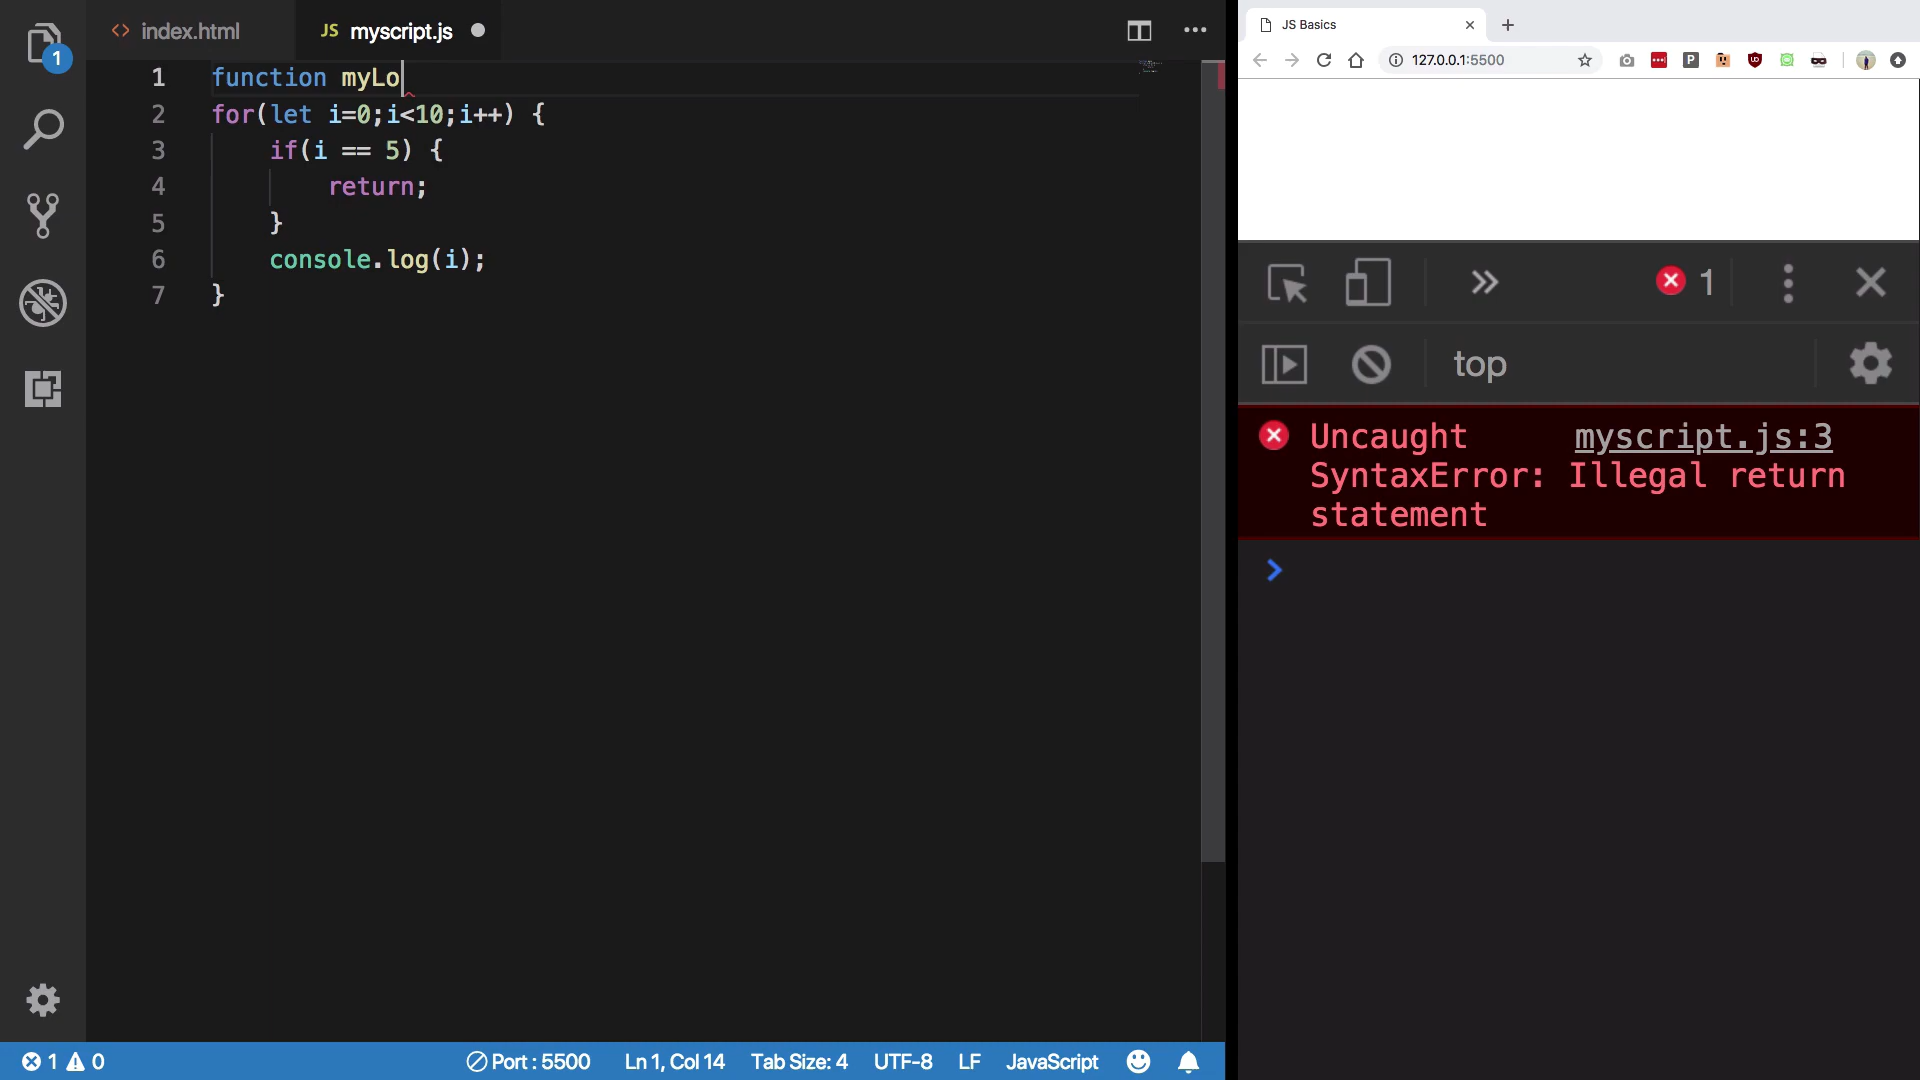 1
index.html
JS myscript.js
1 function myLo
2 for(let i=0;i<10;i++) {
3 if(i == 5) {
4 return;
5 }
6 console.log(i);
7 }
1 0
Port : 5500 Ln 1, Col 14 Tab Size: 4 UTF-8 LF JavaScript
JS Basics
127.0.0.1:5500
P
1
top
Uncaught myscript.js:3
SyntaxError: Illegal return
statement